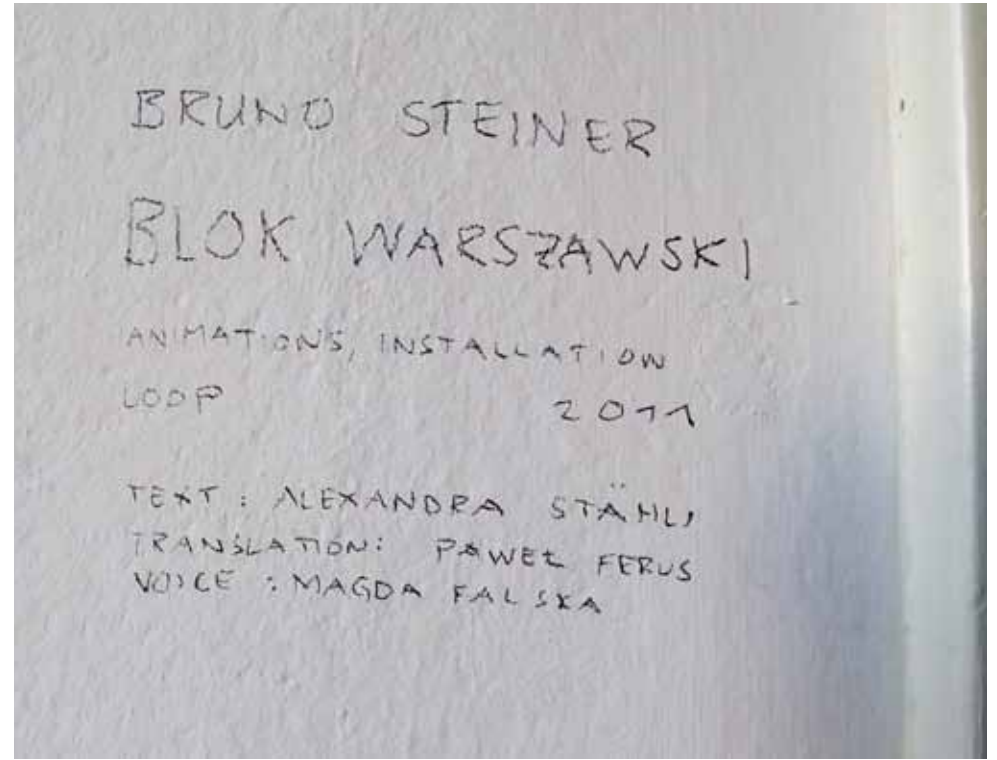 BRUNO STEINER
BLOK WARSZAWSKI
ANIMATIONS, INSTALLATION
LOOP 2011
TEXT: ALEXANDRA STÄHLI
TRANSLATION: PAWEŁ FERUS
VOICE: MAGDA FALSKA